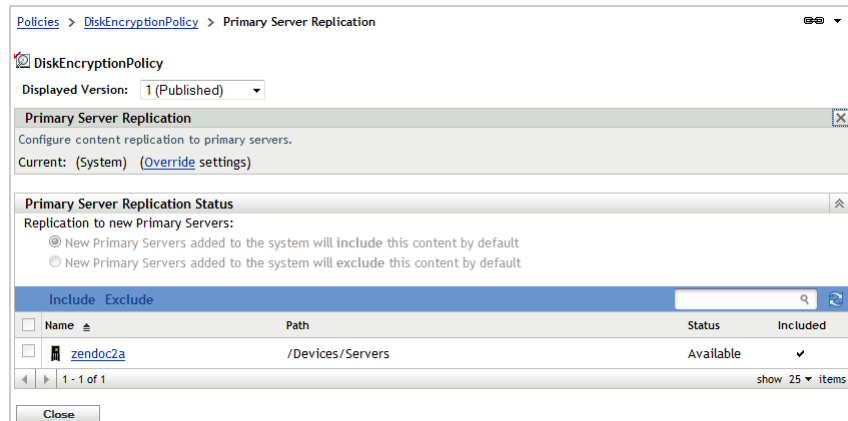 Policies > DiskEncryptionPolicy > Primary Server Replication
DiskEncryptionPolicy
Displayed Version: 1 (Published)
Primary Server Replication
Configure content replication to primary servers.
Current: (System) (Override settings)
Primary Server Replication Status
Replication to new Primary Servers:
New Primary Servers added to the system will include this content by default
New Primary Servers added to the system will exclude this content by default
Include Exclude
Name Path Status Included
zendoc2a /Devices/Servers Available
1 - 1 of 1 show 25 items
Close